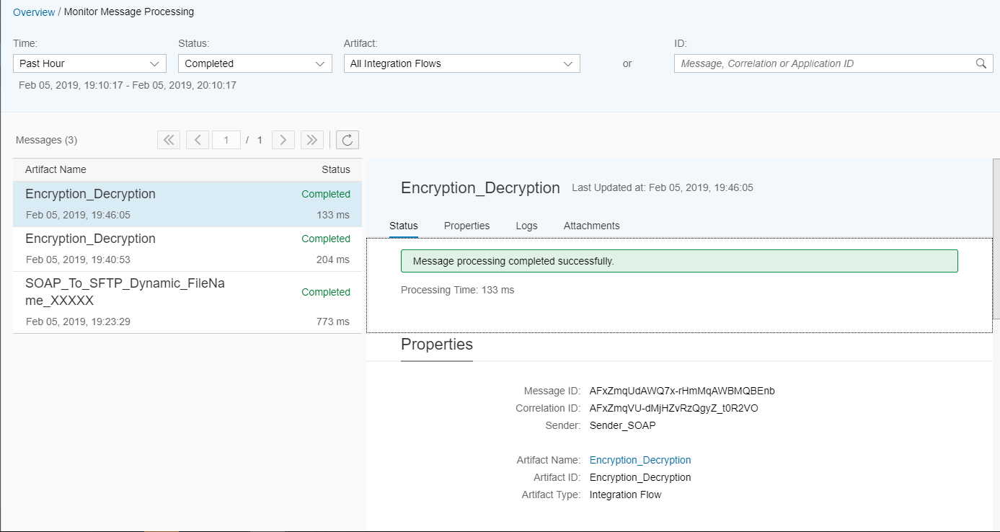 Overview / Monitor Message Processing
Time: Status: Artifact: ID:
Past Hour Completed All Integration Flows or Message, Correlation or Application ID
Feb 05, 2019, 19:10:17 - Feb 05, 2019, 20:10:17
Messages (3) 1 / 1
Artifact Name Status
Encryption_Decryption Completed
Feb 05, 2019, 19:46:05 133 ms
Encryption_Decryption Completed
Feb 05, 2019, 19:40:53 204 ms
SOAP_To_SFTP_Dynamic_FileNa
me_XXXXX Completed
Feb 05, 2019, 19:23:29 773 ms
Encryption_Decryption Last Updated at: Feb 05, 2019, 19:46:05
Status Properties Logs Attachments
Message processing completed successfully.
Processing Time: 133 ms
Properties
Message ID: AFxZmqUdAWQ7x-rHmMqAWBMQBEnb
Correlation ID: AFxZmqVU-dMjHZvRzQgyZ_t0R2VO
Sender: Sender_SOAP
Artifact Name: Encryption_Decryption
Artifact ID: Encryption_Decryption
Artifact Type: Integration Flow